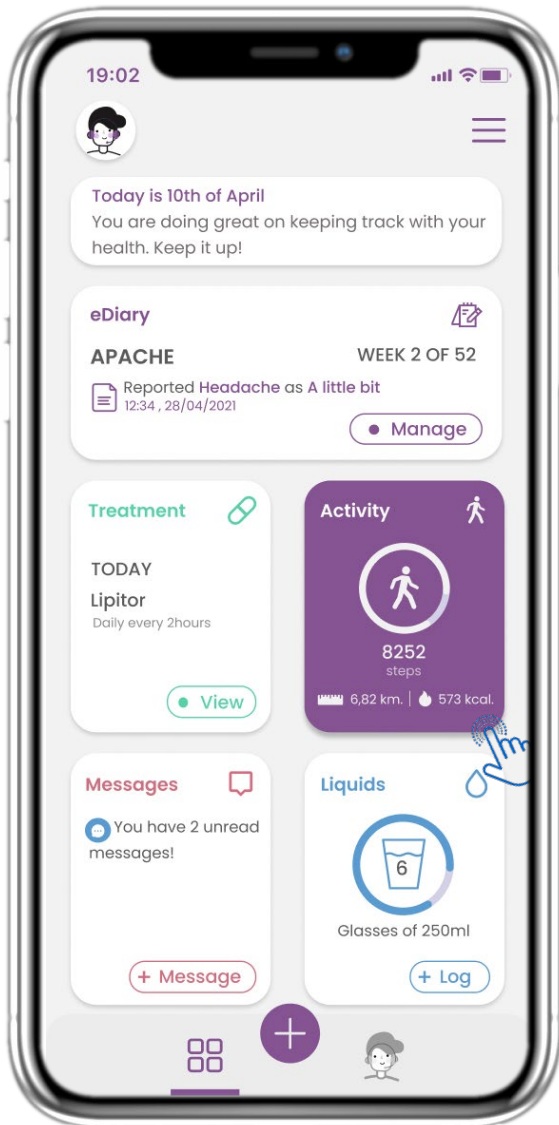 19:02
Today is 10th of April
You are doing great on keeping track with your
health. Keep it up!
eDiary
APACHE
WEEK 2 OF 52
Reported Headache as A little bit
12:34 , 28/04/2021
Manage
Treatment
TODAY
Lipitor
Daily every 2hours
View
Activity
8252
steps
6,82 km.
573 kcal.
Messages
You have 2 unread
messages!
+ Message
Liquids
6
Glasses of 250ml
+ Log